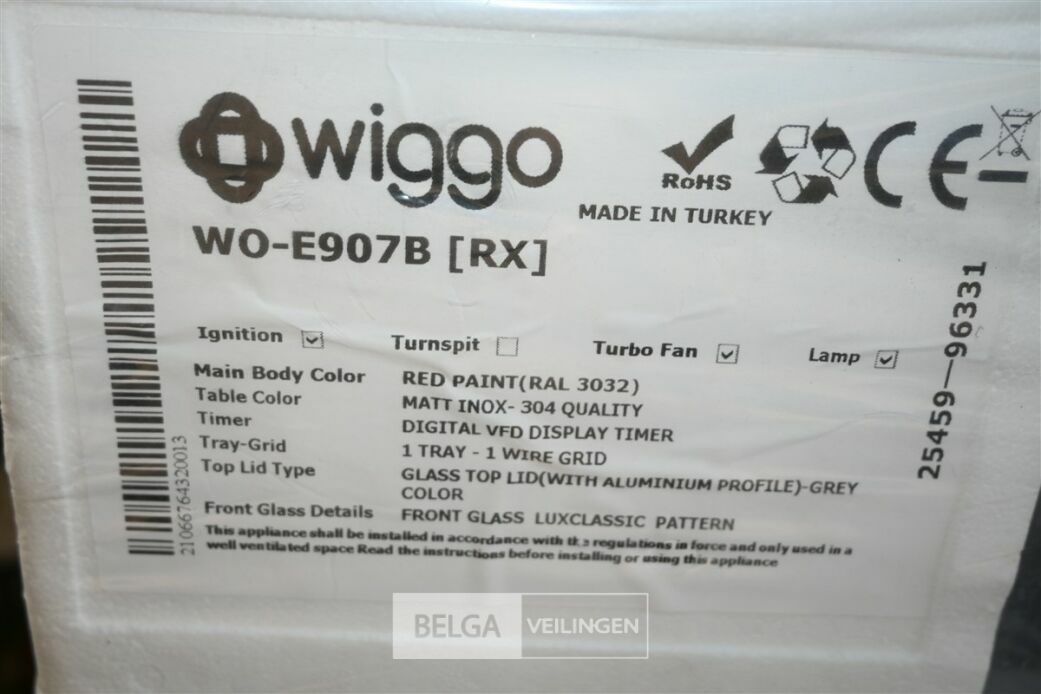 wiggo
RoHS
CE
MADE IN TURKEY
WO-E907B [RX]
Ignition Turnspit Turbo Fan Lamp
Main Body Color RED PAINT(RAL 3032)
Table Color MATT INOX- 304 QUALITY
Timer DIGITAL VFD DISPLAY TIMER
Tray-Grid 1 TRAY - 1 WIRE GRID
Top Lid Type GLASS TOP LID(WITH ALUMINIUM PROFILE)-GREY
COLOR
Front Glass Details FRONT GLASS LUXCLASSIC PATTERN
This appliance shall be installed in accordance with the regulations in force and only used in a
well ventilated space Read the instructions before installing or using this appliance
21066764320013
25459—96331
BELGA VEILINGEN